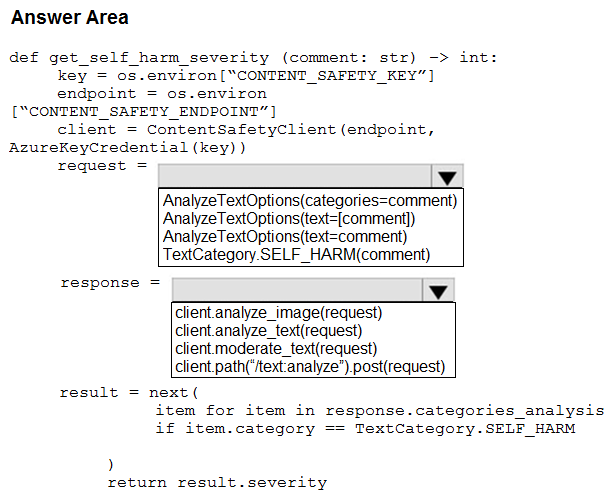 Answer Area
def get_self_harm_severity (comment: str) –> int:
key = os.environ[“CONTENT_SAFETY_KEY”]
endpoint = os.environ
[“CONTENT_SAFETY_ENDPOINT”]
client = ContentSafetyClient(endpoint,
AzureKeyCredential(key))
request =
AnalyzeTextOptions(categories=comment)
AnalyzeTextOptions(text=[comment])
AnalyzeTextOptions(text=comment)
TextCategory.SELF_HARM(comment)
response =
client.analyze_image(request)
client.analyze_text(request)
client.moderate_text(request)
client.path(“/text:analyze”).post(request)
result = next(
item for item in response.categories_analysis
if item.category == TextCategory.SELF_HARM
)
return result.severity